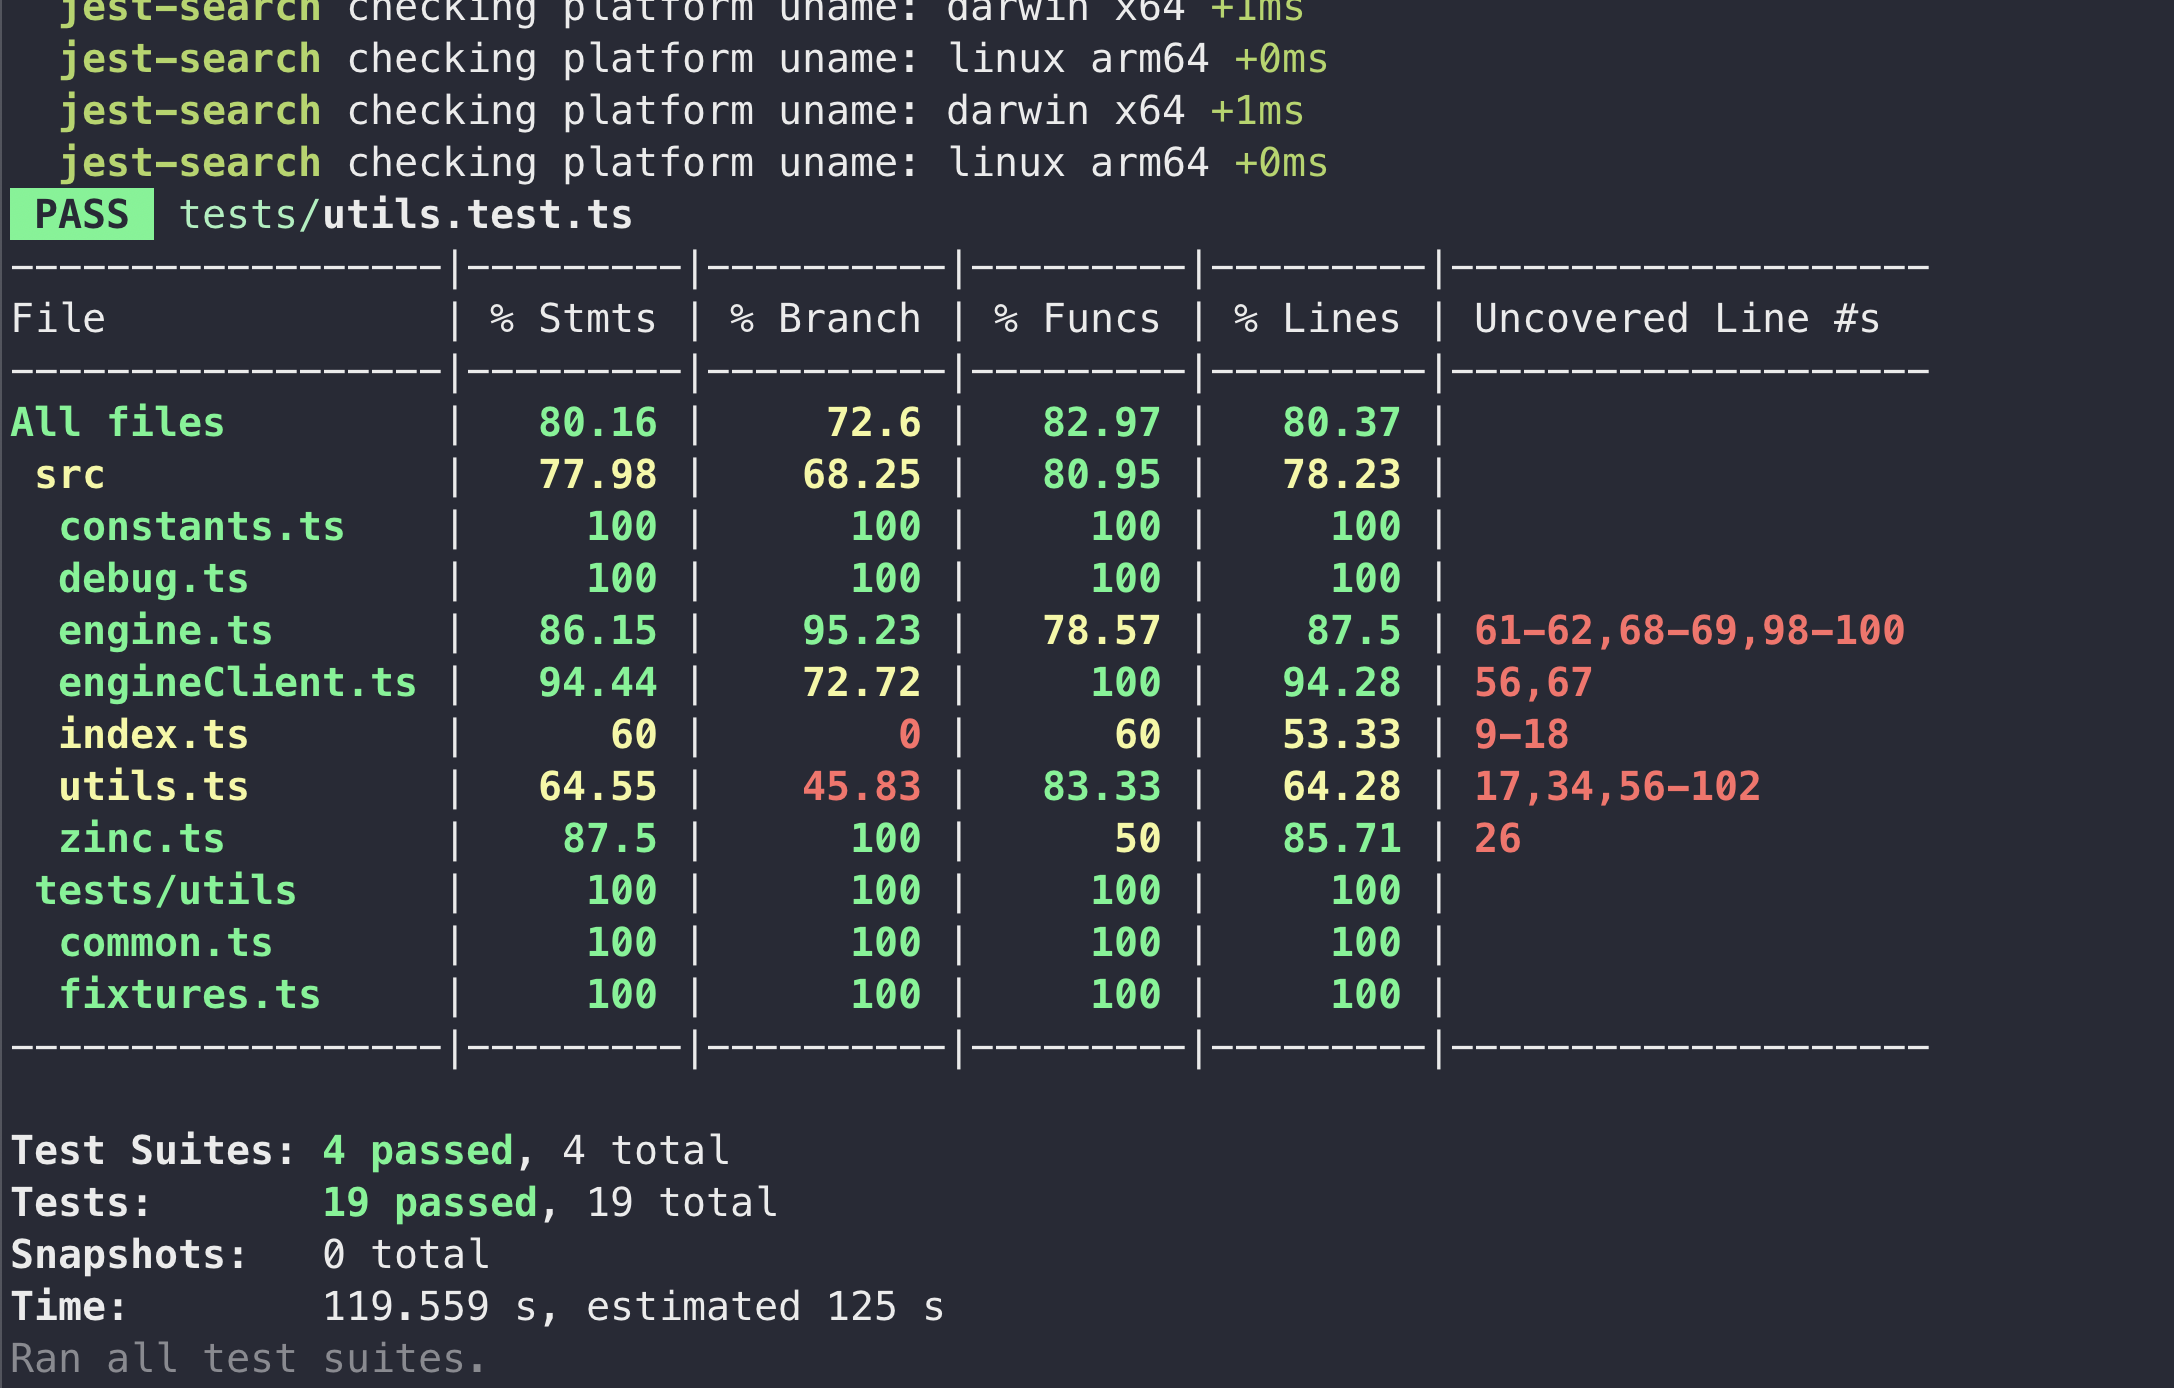 jest-search checking platform uname: darwin x64 +1ms
jest-search checking platform uname: linux arm64 +0ms
jest-search checking platform uname: darwin x64 +1ms
jest-search checking platform uname: linux arm64 +0ms
PASS tests/utils.test.ts
------------------|---------|----------|---------|---------|--------------------
File              | % Stmts | % Branch | % Funcs | % Lines | Uncovered Line #s
------------------|---------|----------|---------|---------|--------------------
All files         |   80.16 |     72.6 |   82.97 |   80.37 |
 src              |   77.98 |    68.25 |   80.95 |   78.23 |
  constants.ts    |     100 |      100 |     100 |     100 |
  debug.ts        |     100 |      100 |     100 |     100 |
  engine.ts       |   86.15 |    95.23 |   78.57 |    87.5 | 61-62,68-69,98-100
  engineClient.ts |   94.44 |    72.72 |     100 |   94.28 | 56,67
  index.ts        |      60 |        0 |      60 |   53.33 | 9-18
  utils.ts        |   64.55 |    45.83 |   83.33 |   64.28 | 17,34,56-102
  zinc.ts         |    87.5 |      100 |      50 |   85.71 | 26
 tests/utils      |     100 |      100 |     100 |     100 |
  common.ts       |     100 |      100 |     100 |     100 |
  fixtures.ts     |     100 |      100 |     100 |     100 |
------------------|---------|----------|---------|---------|--------------------
Test Suites: 4 passed, 4 total
Tests:       19 passed, 19 total
Snapshots:   0 total
Time:        119.559 s, estimated 125 s
Ran all test suites.